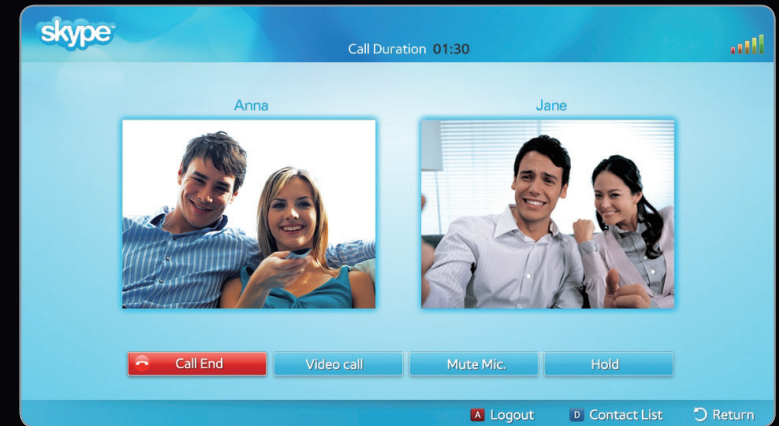 skype
Call Duration 01:30
Anna
Jane
Call End
Video call
Mute Mic.
Hold
A Logout
D Contact List
Return